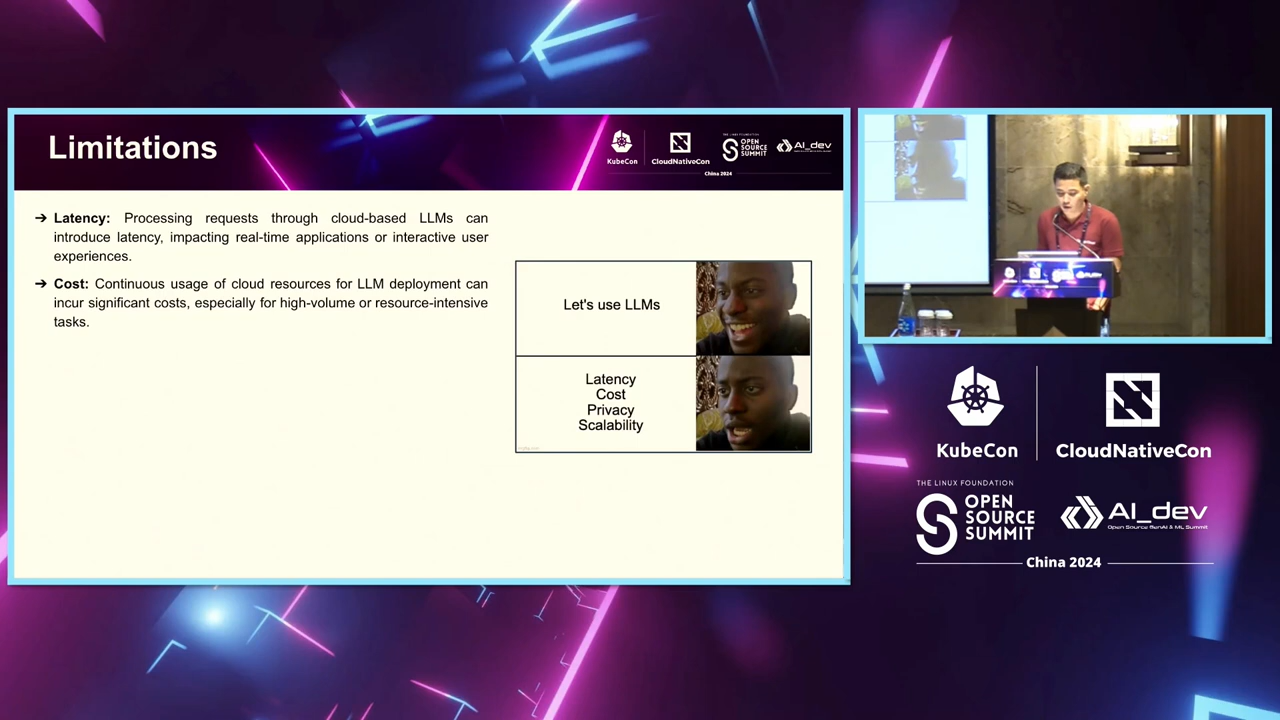 Limitations
KubeCon
CloudNativeCon
THE LINUX FOUNDATION
OPEN
SOURCE
SUMMIT
AI_dev
China 2024
➔ Latency: Processing requests through cloud-based LLMs can
introduce latency, impacting real-time applications or interactive user
experiences.
➔ Cost: Continuous usage of cloud resources for LLM deployment can
incur significant costs, especially for high-volume or resource-intensive
tasks.
Let's use LLMs
Latency
Cost
Privacy
Scalability
KubeCon
CloudNativeCon
THE LINUX FOUNDATION
OPEN
SOURCE
SUMMIT
AI_dev
Open Source GenAI & ML Summit
China 2024